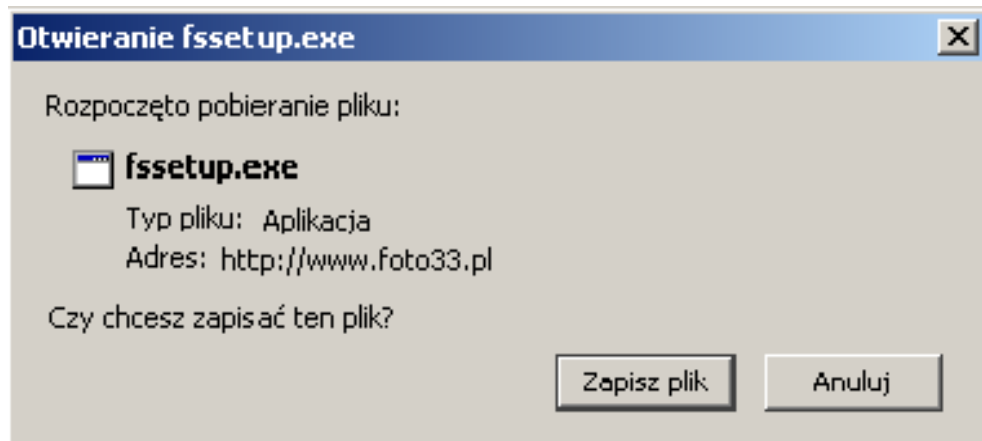 Otwieranie fssetup.exe
Rozpoczęto pobieranie pliku:
fssetup.exe
Typ pliku: Aplikacja
Adres: http://www.foto33.pl
Czy chcesz zapisać ten plik?
Zapisz plik Anuluj